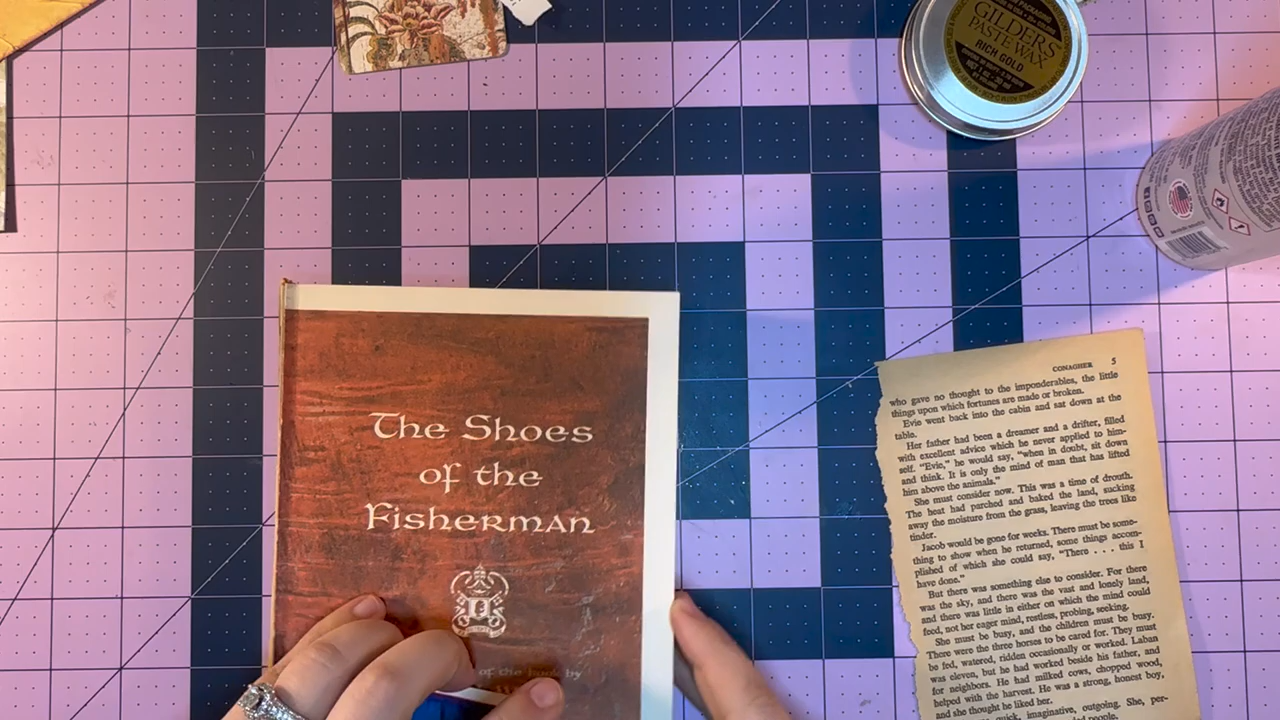 GILDERS
PASTE WAX
RICH GOLD
The Shoes
of the
Fisherman
of the book by
CONAGHER 5
who gave no thought to the imponderables, the little
things upon which fortunes are made or broken.
Evie went back into the cabin and sat down at the
table.
Her father had been a dreamer and a drifter, filled
with excellent advice which he never applied to him-
self. "Evie," he would say, "when in doubt, sit down
and think. It is only the mind of man that has lifted
him above the animals."
She must consider now. This was a time of drouth.
The heat had parched and baked the land, sucking
away the moisture from the grass, leaving the trees like
tinder.
Jacob would be gone for weeks. There must be some-
thing to show when he returned, some things accom-
plished of which she could say, "There . . . this I
have done."
But there was something else to consider. For there
was the sky, and there was the vast and lonely land,
and there was little in either on which the mind could
feed, not her eager mind, restless, probing, seeking.
She must be busy, and the children must be busy.
There were the three horses to be cared for. They must
be fed, watered, ridden occasionally or worked. Laban
was eleven, but he had worked beside his father, and
for neighbors. He had milked cows, chopped wood,
helped with the harvest. He was a strong, honest boy,
and she thought he liked her.
quick, imaginative, outgoing. She, per-
people.